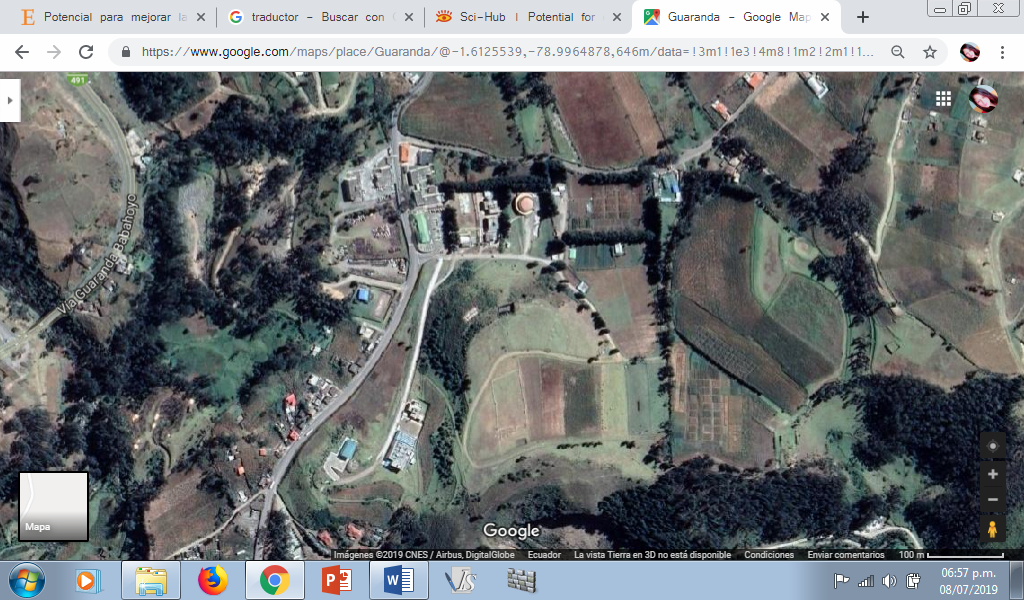 Potencial para mejorar la
traductor - Buscar con
Sci-Hub | Potential for
Guaranda - Google Map
https://www.google.com/maps/place/Guaranda/@-1.6125539,-78.9964878,646m/data=!3m1!1e3!4m8!1m2!2m1!1...
491
Vía Guaranda Babahoyo
Mapa
Google
Imágenes ©2019 CNES / Airbus, DigitalGlobe Ecuador La vista Tierra en 3D no está disponible Condiciones Enviar comentarios 100 m
06:57 p.m.
08/07/2019